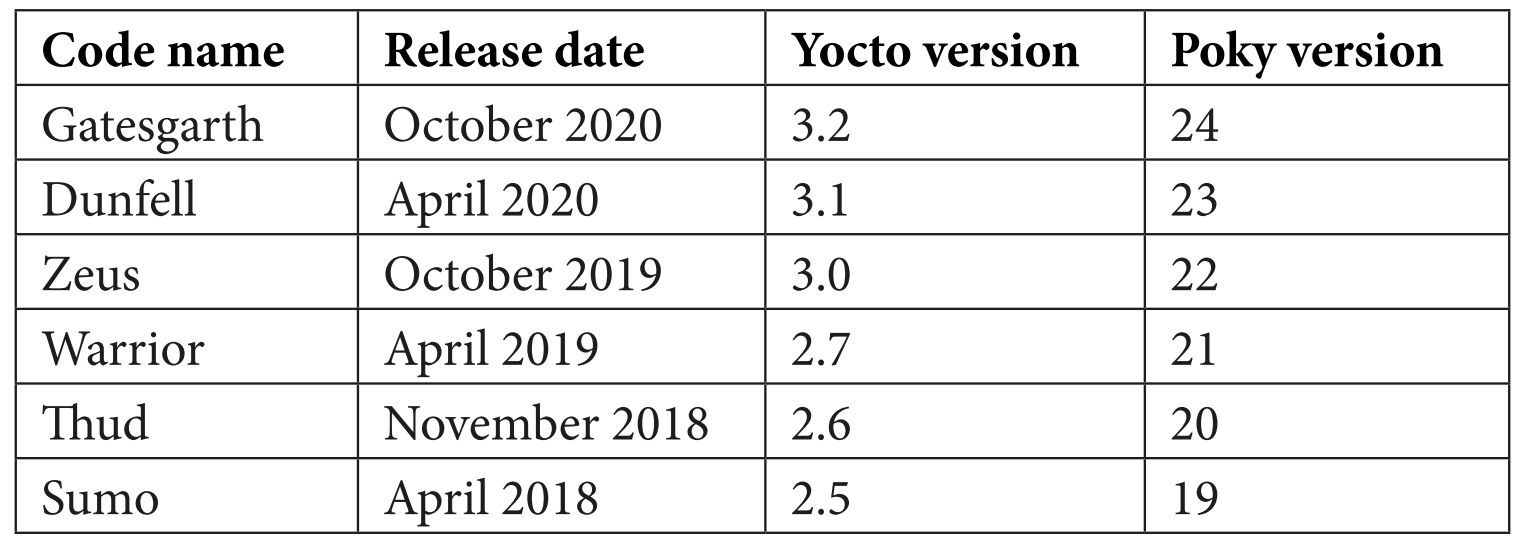 Code name Release date Yocto version Poky version
Gatesgarth October 2020 3.2 24
Dunfell April 2020 3.1 23
Zeus October 2019 3.0 22
Warrior April 2019 2.7 21
Thud November 2018 2.6 20
Sumo April 2018 2.5 19